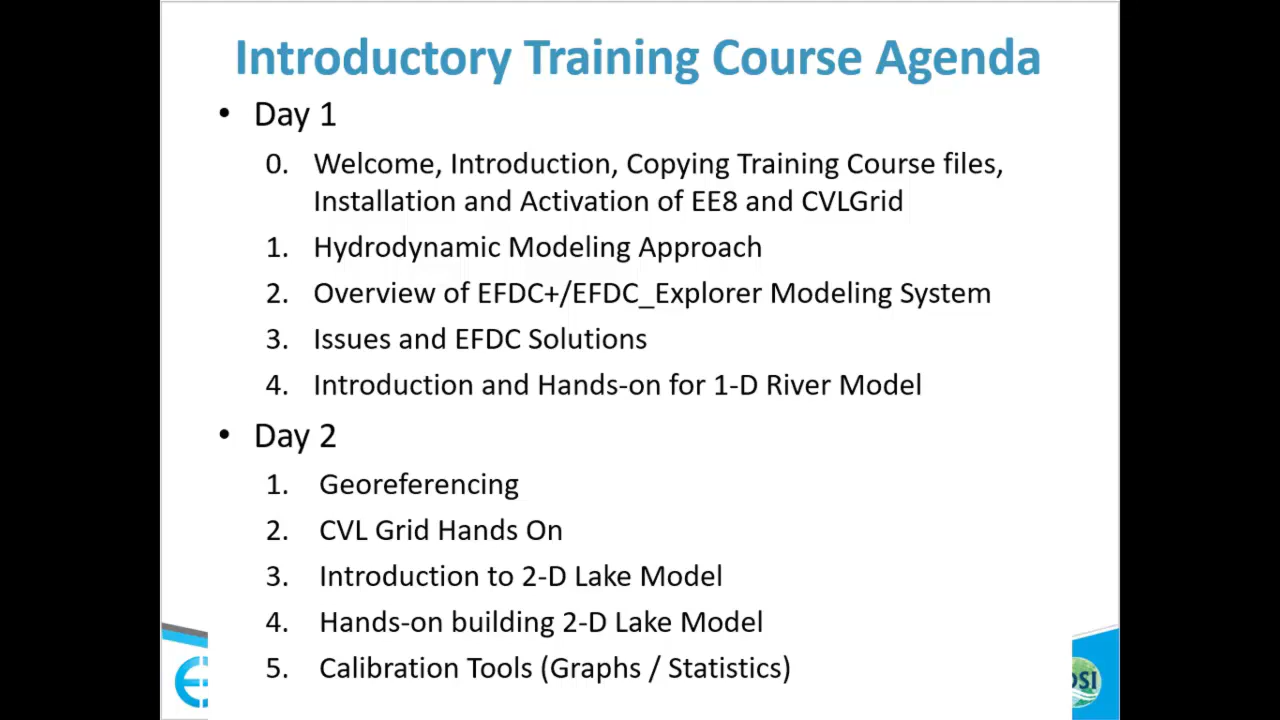 Introductory Training Course Agenda
• Day 1
0. Welcome, Introduction, Copying Training Course files,
Installation and Activation of EE8 and CVLGrid
1. Hydrodynamic Modeling Approach
2. Overview of EFDC+/EFDC_Explorer Modeling System
3. Issues and EFDC Solutions
4. Introduction and Hands-on for 1-D River Model
• Day 2
1. Georeferencing
2. CVL Grid Hands On
3. Introduction to 2-D Lake Model
4. Hands-on building 2-D Lake Model
5. Calibration Tools (Graphs / Statistics)